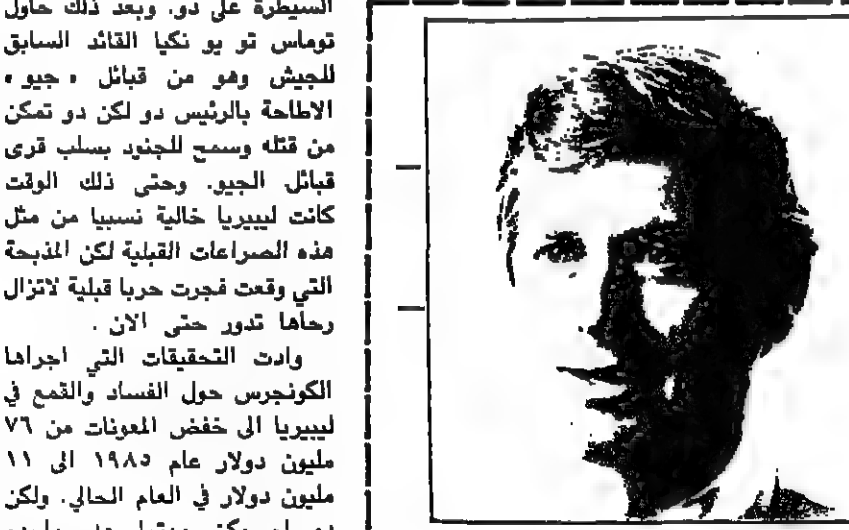 السيطرة على دو. وبعد ذلك حاول
توماس تو يو نكيا القائد السابق
للجيش وهو من قبائل « جيو »
الاطاحة بالرئيس دو لكن دو تمكن
من قتله وسمح للجنود بسلب قرى
قبائل الجيو. وحتى ذلك الوقت
كانت ليبيريا خالية نسبيا من مثل
هذه الصراعات القبلية لكن المذبحة
التي وقعت فجرت حربا قبلية لاتزال
رحاها تدور حتى الان .
وادت التحقيقات التي اجراها
الكونجرس حول الفساد والقمع في
ليبيريا الى خفض المعونات من ٧٦
مليون دولار عام ١٩٨٥ الى ١١
مليون دولار في العام الحالي. ولكن